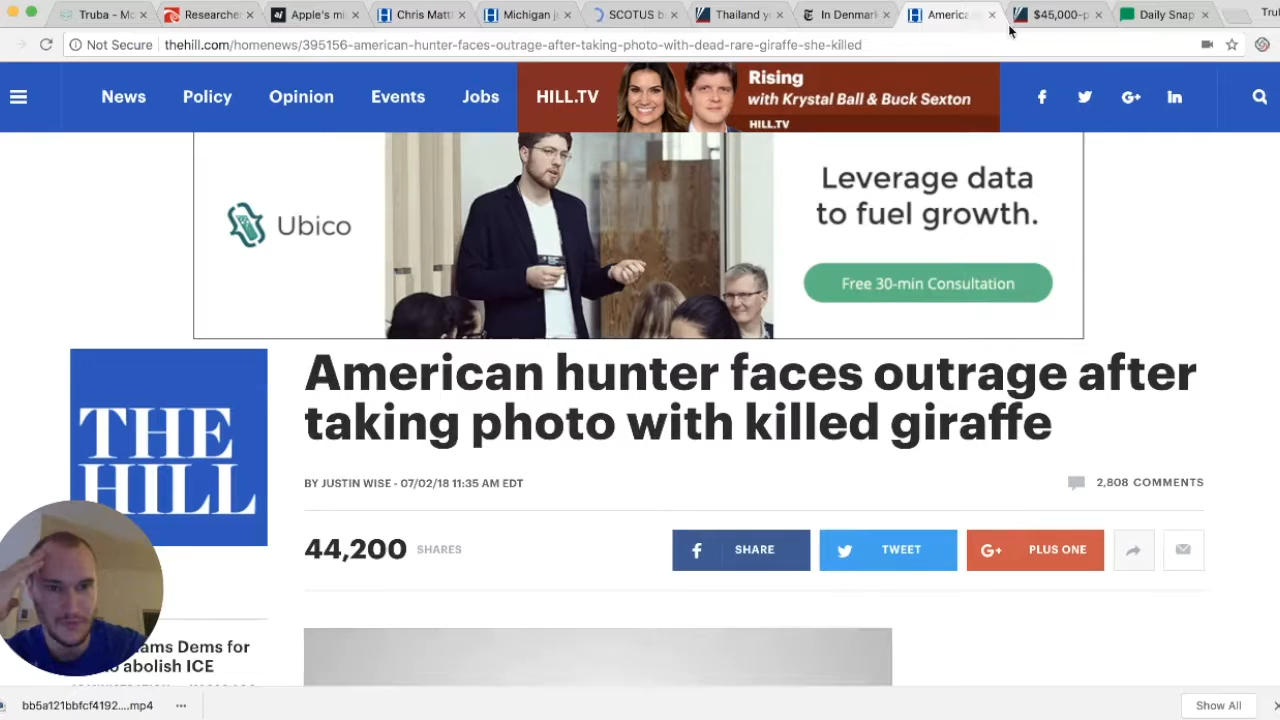 Truba - Mo
Researche
Apple's mi
Chris Matt
Michigan j
SCOTUS b
Thailand y
In Denmar
America
$45,000-p
Daily Snap
Not Secure
thehill.com/homenews/395156-american-hunter-faces-outrage-after-taking-photo-with-dead-rare-giraffe-she-killed
News
Policy
Opinion
Events
Jobs
HILL.TV
Rising
with Krystal Ball & Buck Sexton
HILL.TV
Ubico
Leverage data
to fuel growth.
Free 30-min Consultation
THE
HILL
American hunter faces outrage after
taking photo with killed giraffe
BY JUSTIN WISE - 07/02/18 11:35 AM EDT
2,808 COMMENTS
44,200 SHARES
SHARE
TWEET
PLUS ONE
ams Dems for
abolish ICE
bb5a121bbfcf4192....mp4
Show All